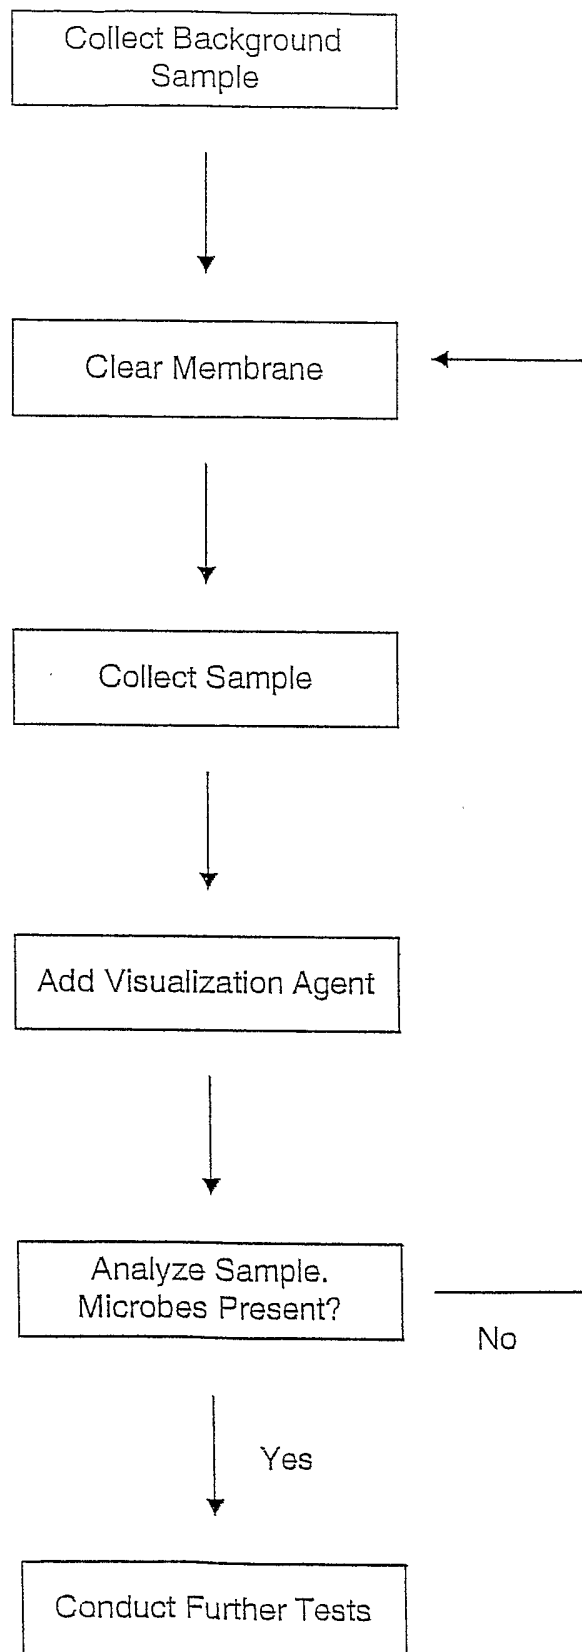 Collect Background
Sample
Clear Membrane
Collect Sample
Add Visualization Agent
Analyze Sample.
Microbes Present?
No
Yes
Conduct Further Tests